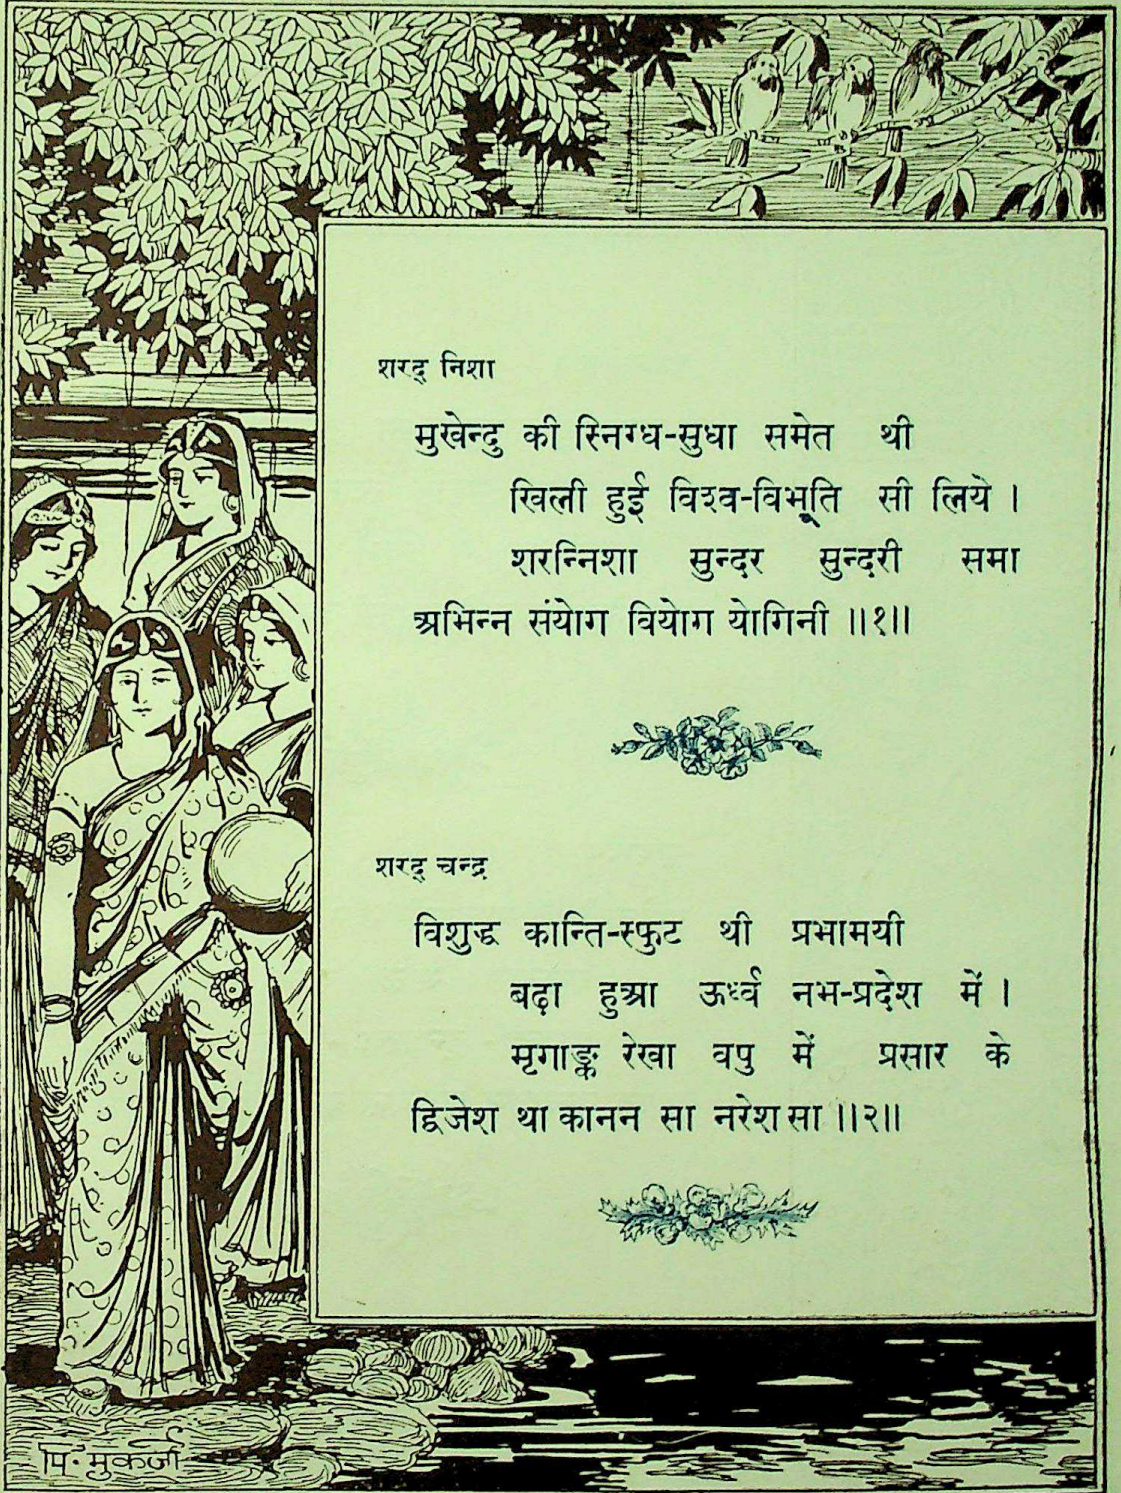 शरद् निशा
मुखेन्दु की स्निग्ध-सुधा समेत थी
खिली हुई विश्व-विभूति सी लिये ।
शरन्निशा सुन्दर सुन्दरी समा
अभिन्न संयोग वियोग योगिनी ॥१॥
शरद् चन्द्र
विशुद्ध कान्ति-स्फुट थी प्रभामयी
बढ़ा हुआ ऊर्ध्व नभ-प्रदेश में ।
मृगाङ्क रेखा वपु में प्रसार के
द्विजेश था कानन सा नरेश सा ॥२॥
पि. मुकर्जी